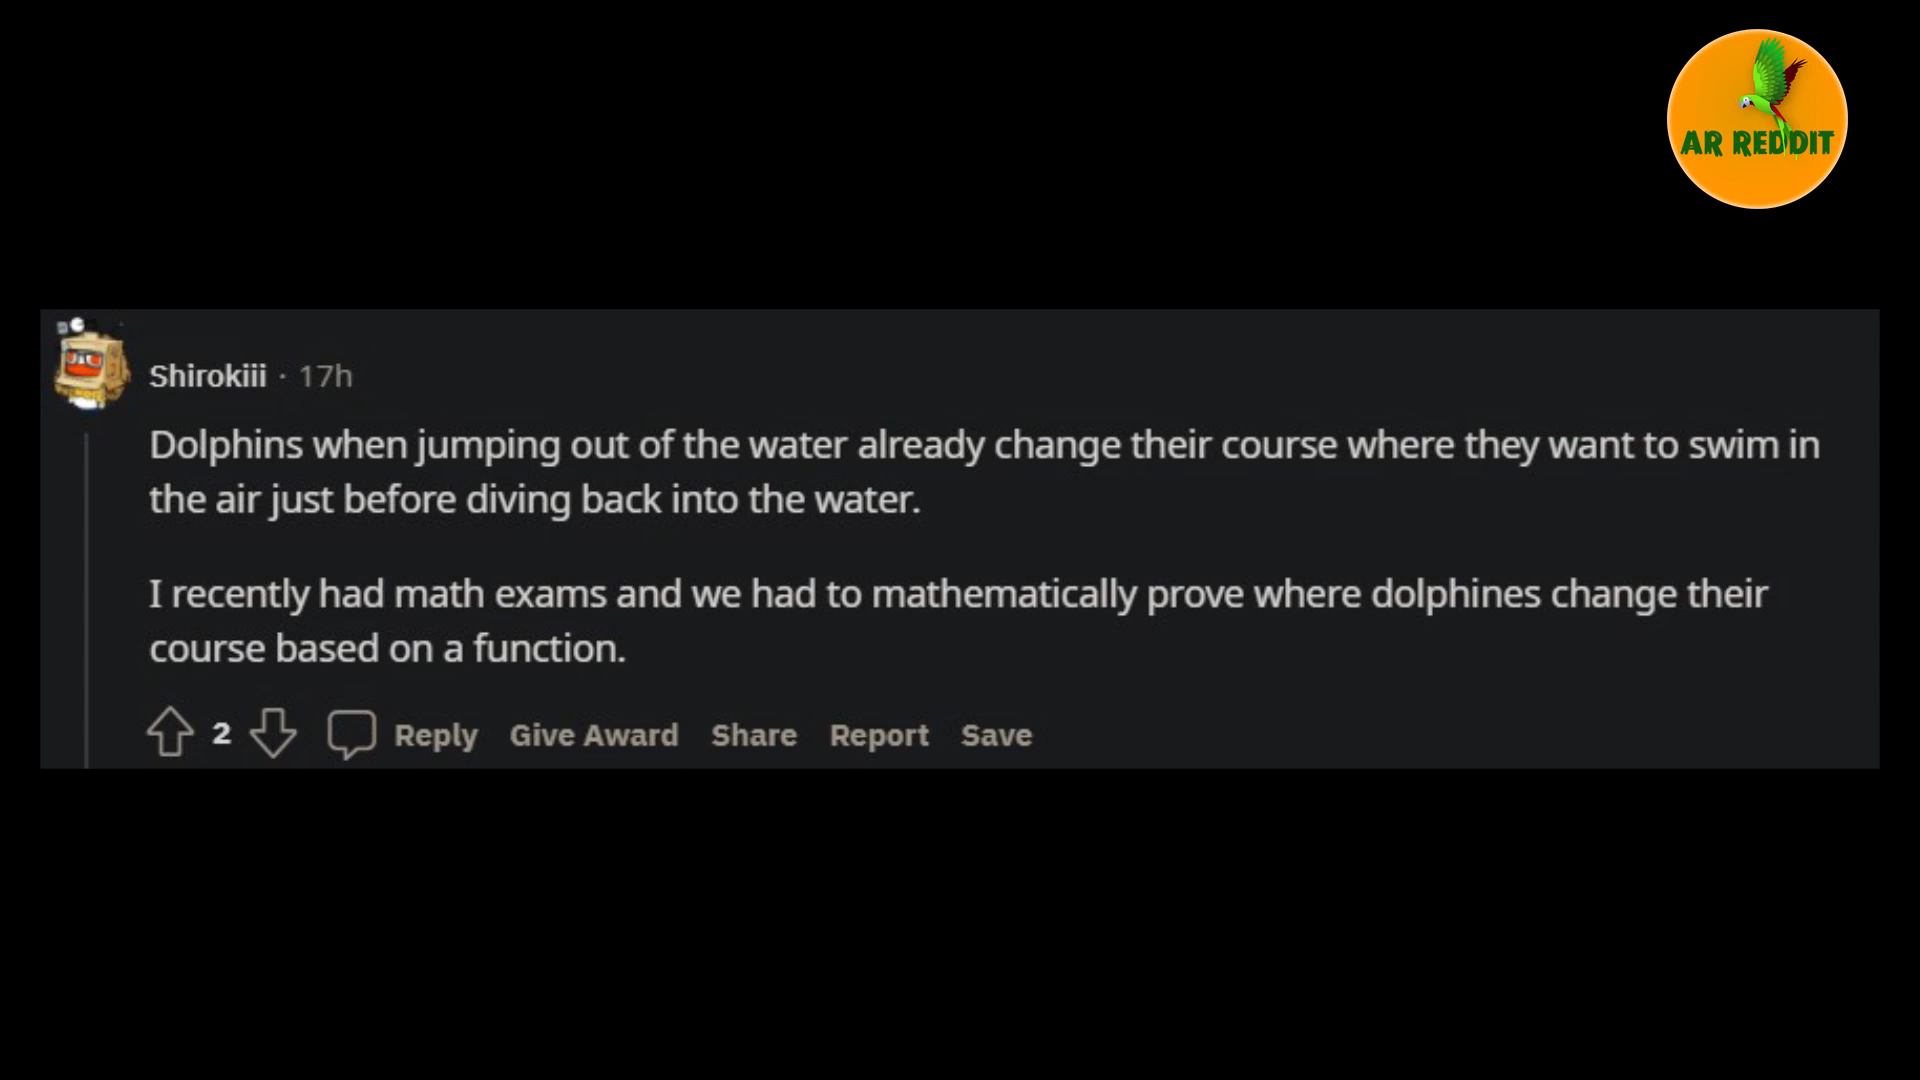 AR REDDIT
Shirokiii · 17h
Dolphins when jumping out of the water already change their course where they want to swim in
the air just before diving back into the water.
I recently had math exams and we had to mathematically prove where dolphines change their
course based on a function.
2 Reply Give Award Share Report Save